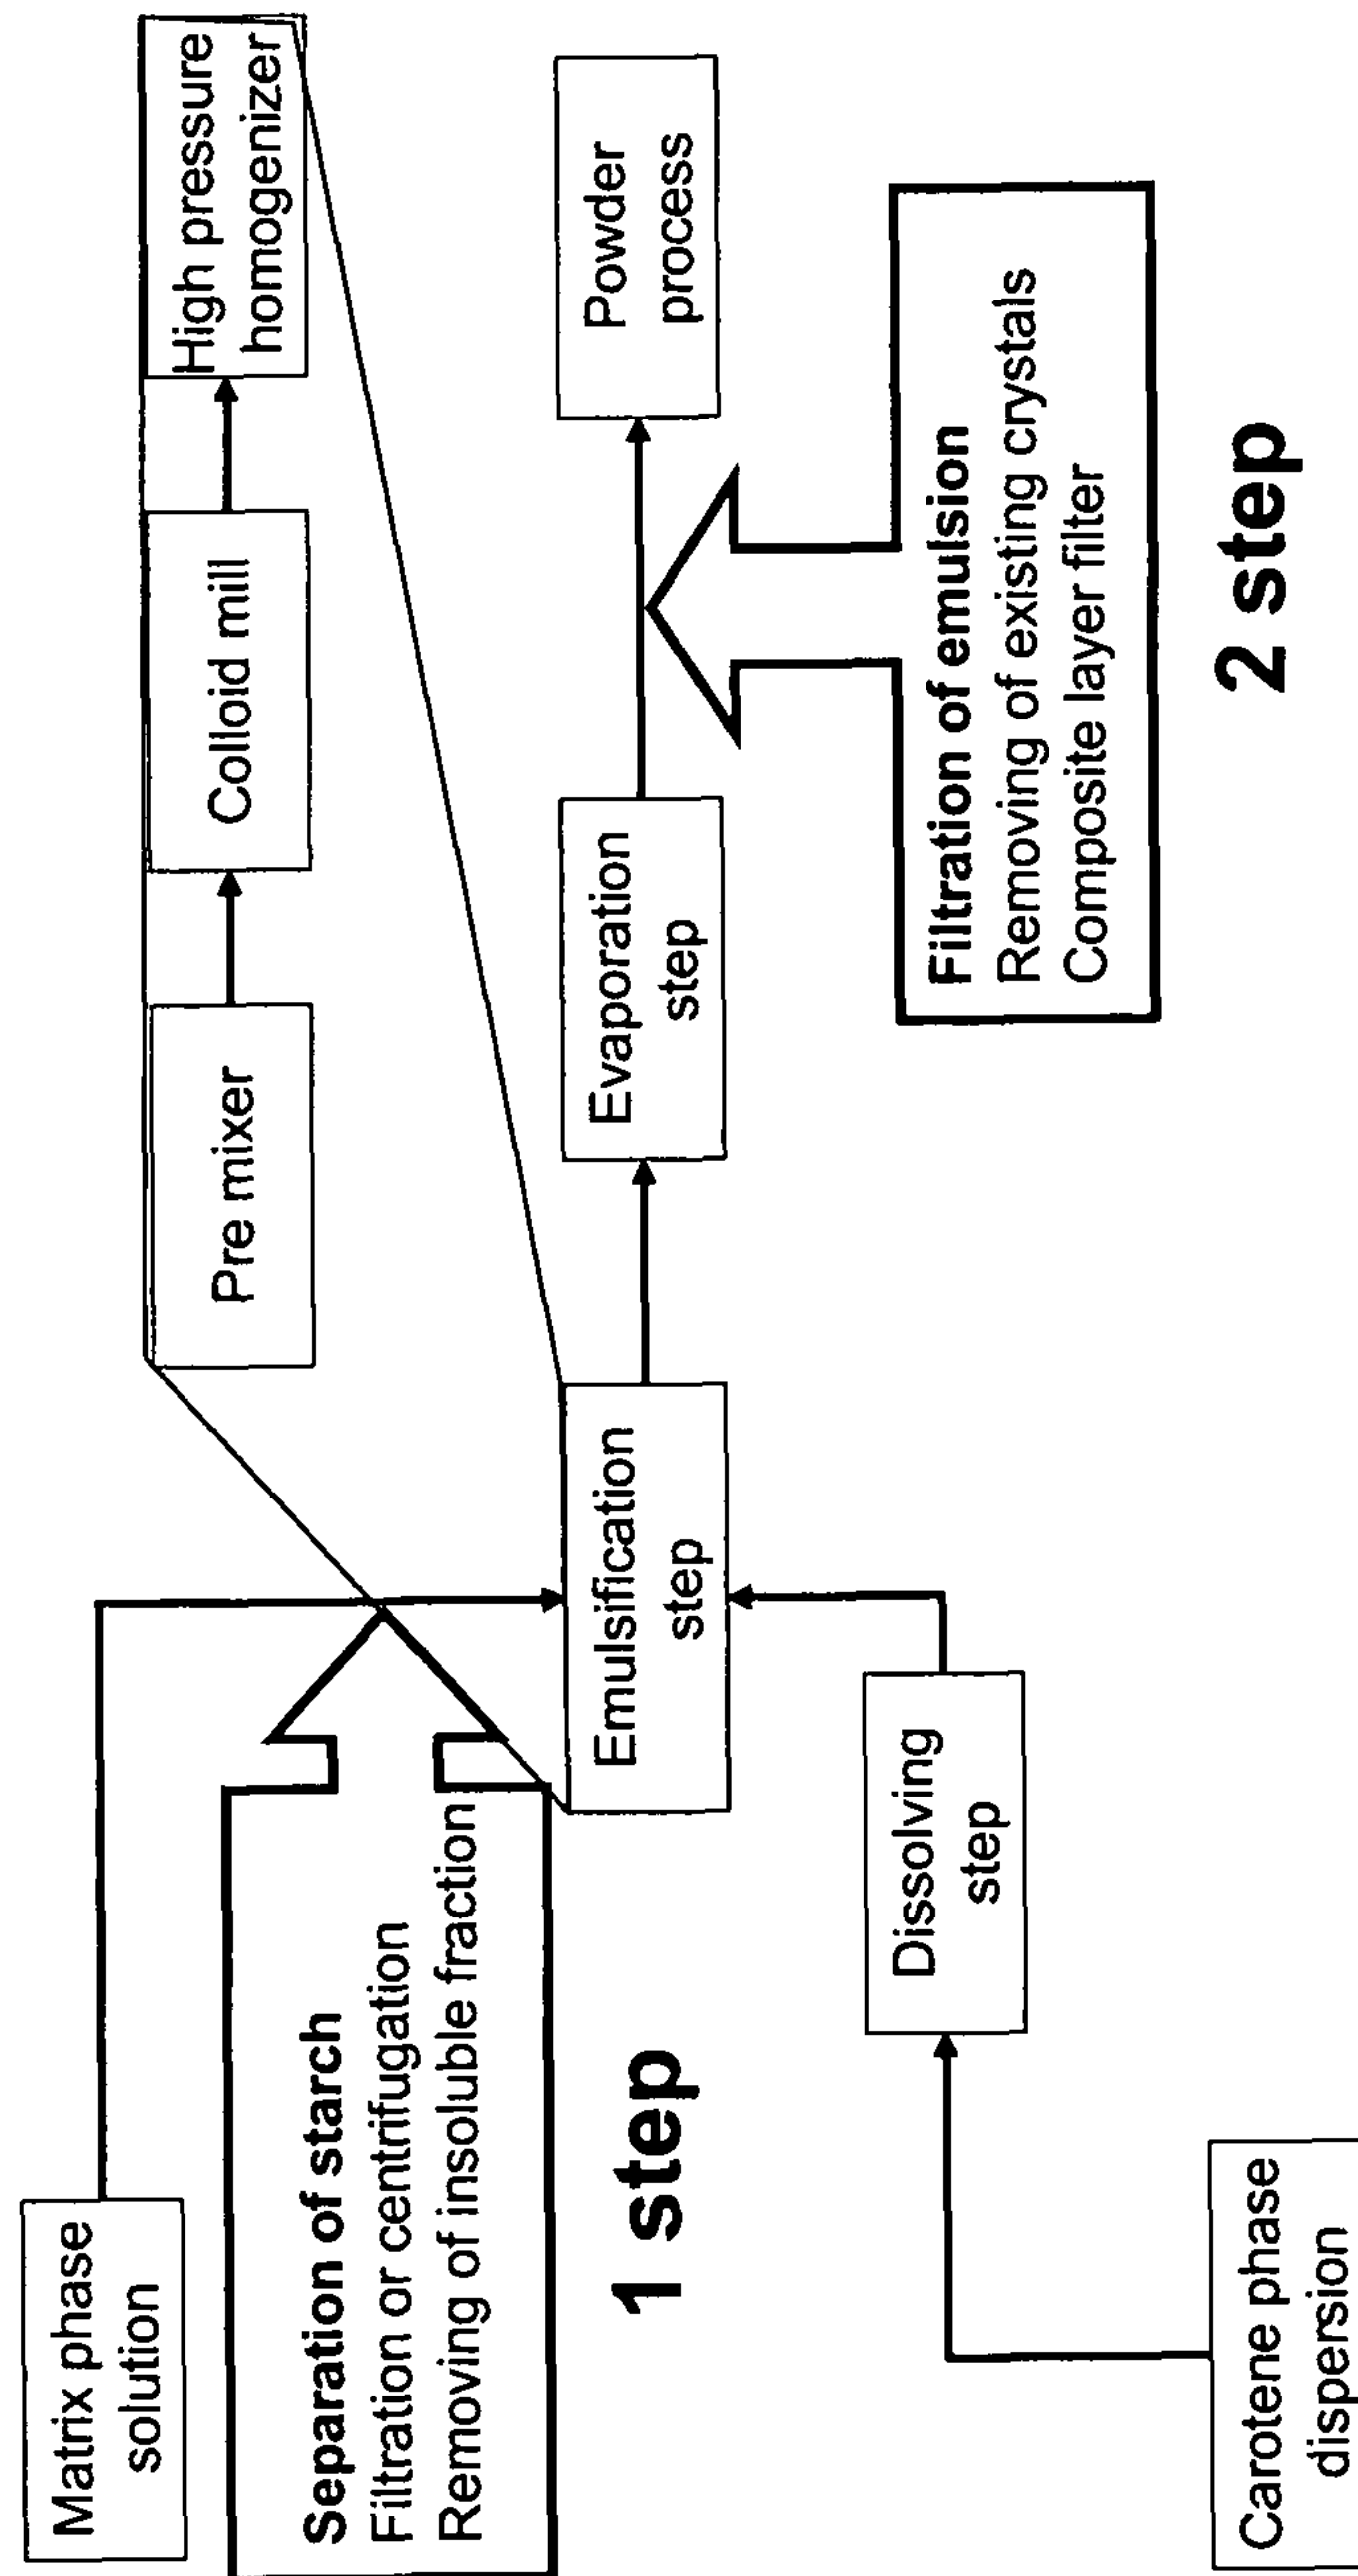 Matrix phase
solution
Pre mixer
Colloid mill
High pressure
homogenizer
Separation of starch
Filtration or centrifugation
Removing of insoluble fraction
1 step
Emulsification
step
Evaporation
step
Powder
process
Dissolving
step
Filtration of emulsion
Removing of existing crystals
Composite layer filter
2 step
Carotene phase
dispersion